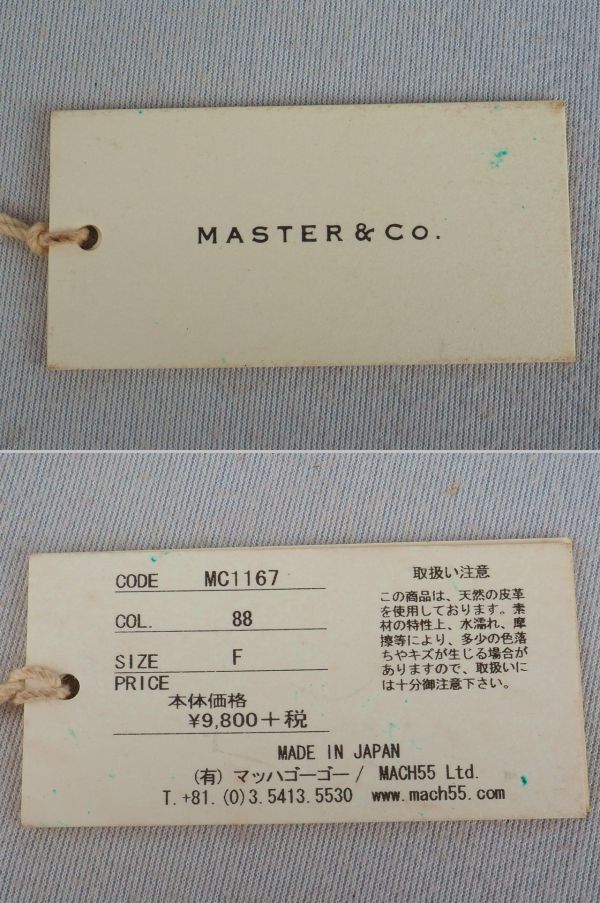 MASTER & Co.
CODE MC1167
COL. 88
SIZE F
PRICE
本体価格
¥9,800+税
取扱い注意
この商品は、天然の皮革
を使用しております。素
材の特性上、水濡れ、摩
擦等により、多少の色落
ちやキズが生じる場合が
ありますので、取扱いに
は十分御注意下さい。
MADE IN JAPAN
(有) マッハゴーゴー/ MACH55 Ltd.
T. +81. (0)3. 5413. 5530 www.mach55.com